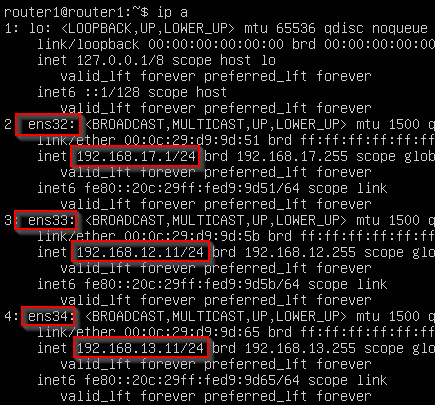 router1@router1:~$ ip a
1: lo: <LOOPBACK,UP,LOWER_UP> mtu 65536 qdisc noqueue
link/loopback 00:00:00:00:00:00 brd 00:00:00:00:00:00
inet 127.0.0.1/8 scope host lo
valid_lft forever preferred_lft forever
inet6 ::1/128 scope host
valid_lft forever preferred_lft forever
2 ens32: <BROADCAST,MULTICAST,UP,LOWER_UP> mtu 1500 q
link/ether 00:0c:29:d9:9d:51 brd ff:ff:ff:ff:ff:ff
inet 192.168.17.1/24 brd 192.168.17.255 scope glob
valid_lft forever preferred_lft forever
inet6 fe80::20c:29ff:fed9:9d51/64 scope link
valid_lft forever preferred_lft forever
3: ens33: <BROADCAST,MULTICAST,UP,LOWER_UP> mtu 1500 q
link/ether 00:0c:29:d9:9d:5b brd ff:ff:ff:ff:ff:ff
inet 192.168.12.11/24 brd 192.168.12.255 scope glo
valid_lft forever preferred_lft forever
inet6 fe80::20c:29ff:fed9:9d5b/64 scope link
valid_lft forever preferred_lft forever
4: ens34: <BROADCAST,MULTICAST,UP,LOWER_UP> mtu 1500 q
link/ether 00:0c:29:d9:9d:65 brd ff:ff:ff:ff:ff:ff
inet 192.168.13.11/24 brd 192.168.13.255 scope glo
valid_lft forever preferred_lft forever
inet6 fe80::20c:29ff:fed9:9d65/64 scope link
valid_lft forever preferred_lft forever